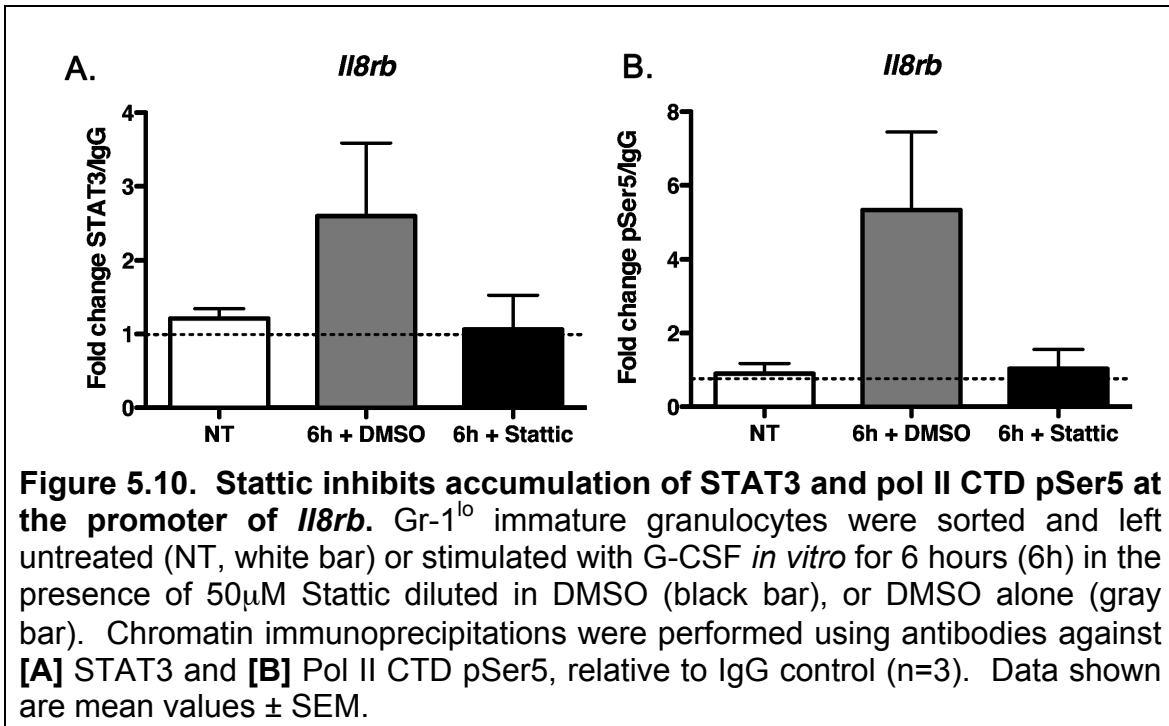 A.
Il8rb
Fold change STAT3/IgG
4
3
2
1
0
NT
6h + DMSO
6h + Stattic
B.
Il8rb
Fold change pSer5/IgG
8
6
4
2
0
NT
6h + DMSO
6h + Stattic
Figure 5.10. Stattic inhibits accumulation of STAT3 and pol II CTD pSer5 at
the promoter of Il8rb. Gr-1lo immature granulocytes were sorted and left
untreated (NT, white bar) or stimulated with G-CSF in vitro for 6 hours (6h) in the
presence of 50μM Stattic diluted in DMSO (black bar), or DMSO alone (gray
bar). Chromatin immunoprecipitations were performed using antibodies against
[A] STAT3 and [B] Pol II CTD pSer5, relative to IgG control (n=3). Data shown
are mean values ± SEM.